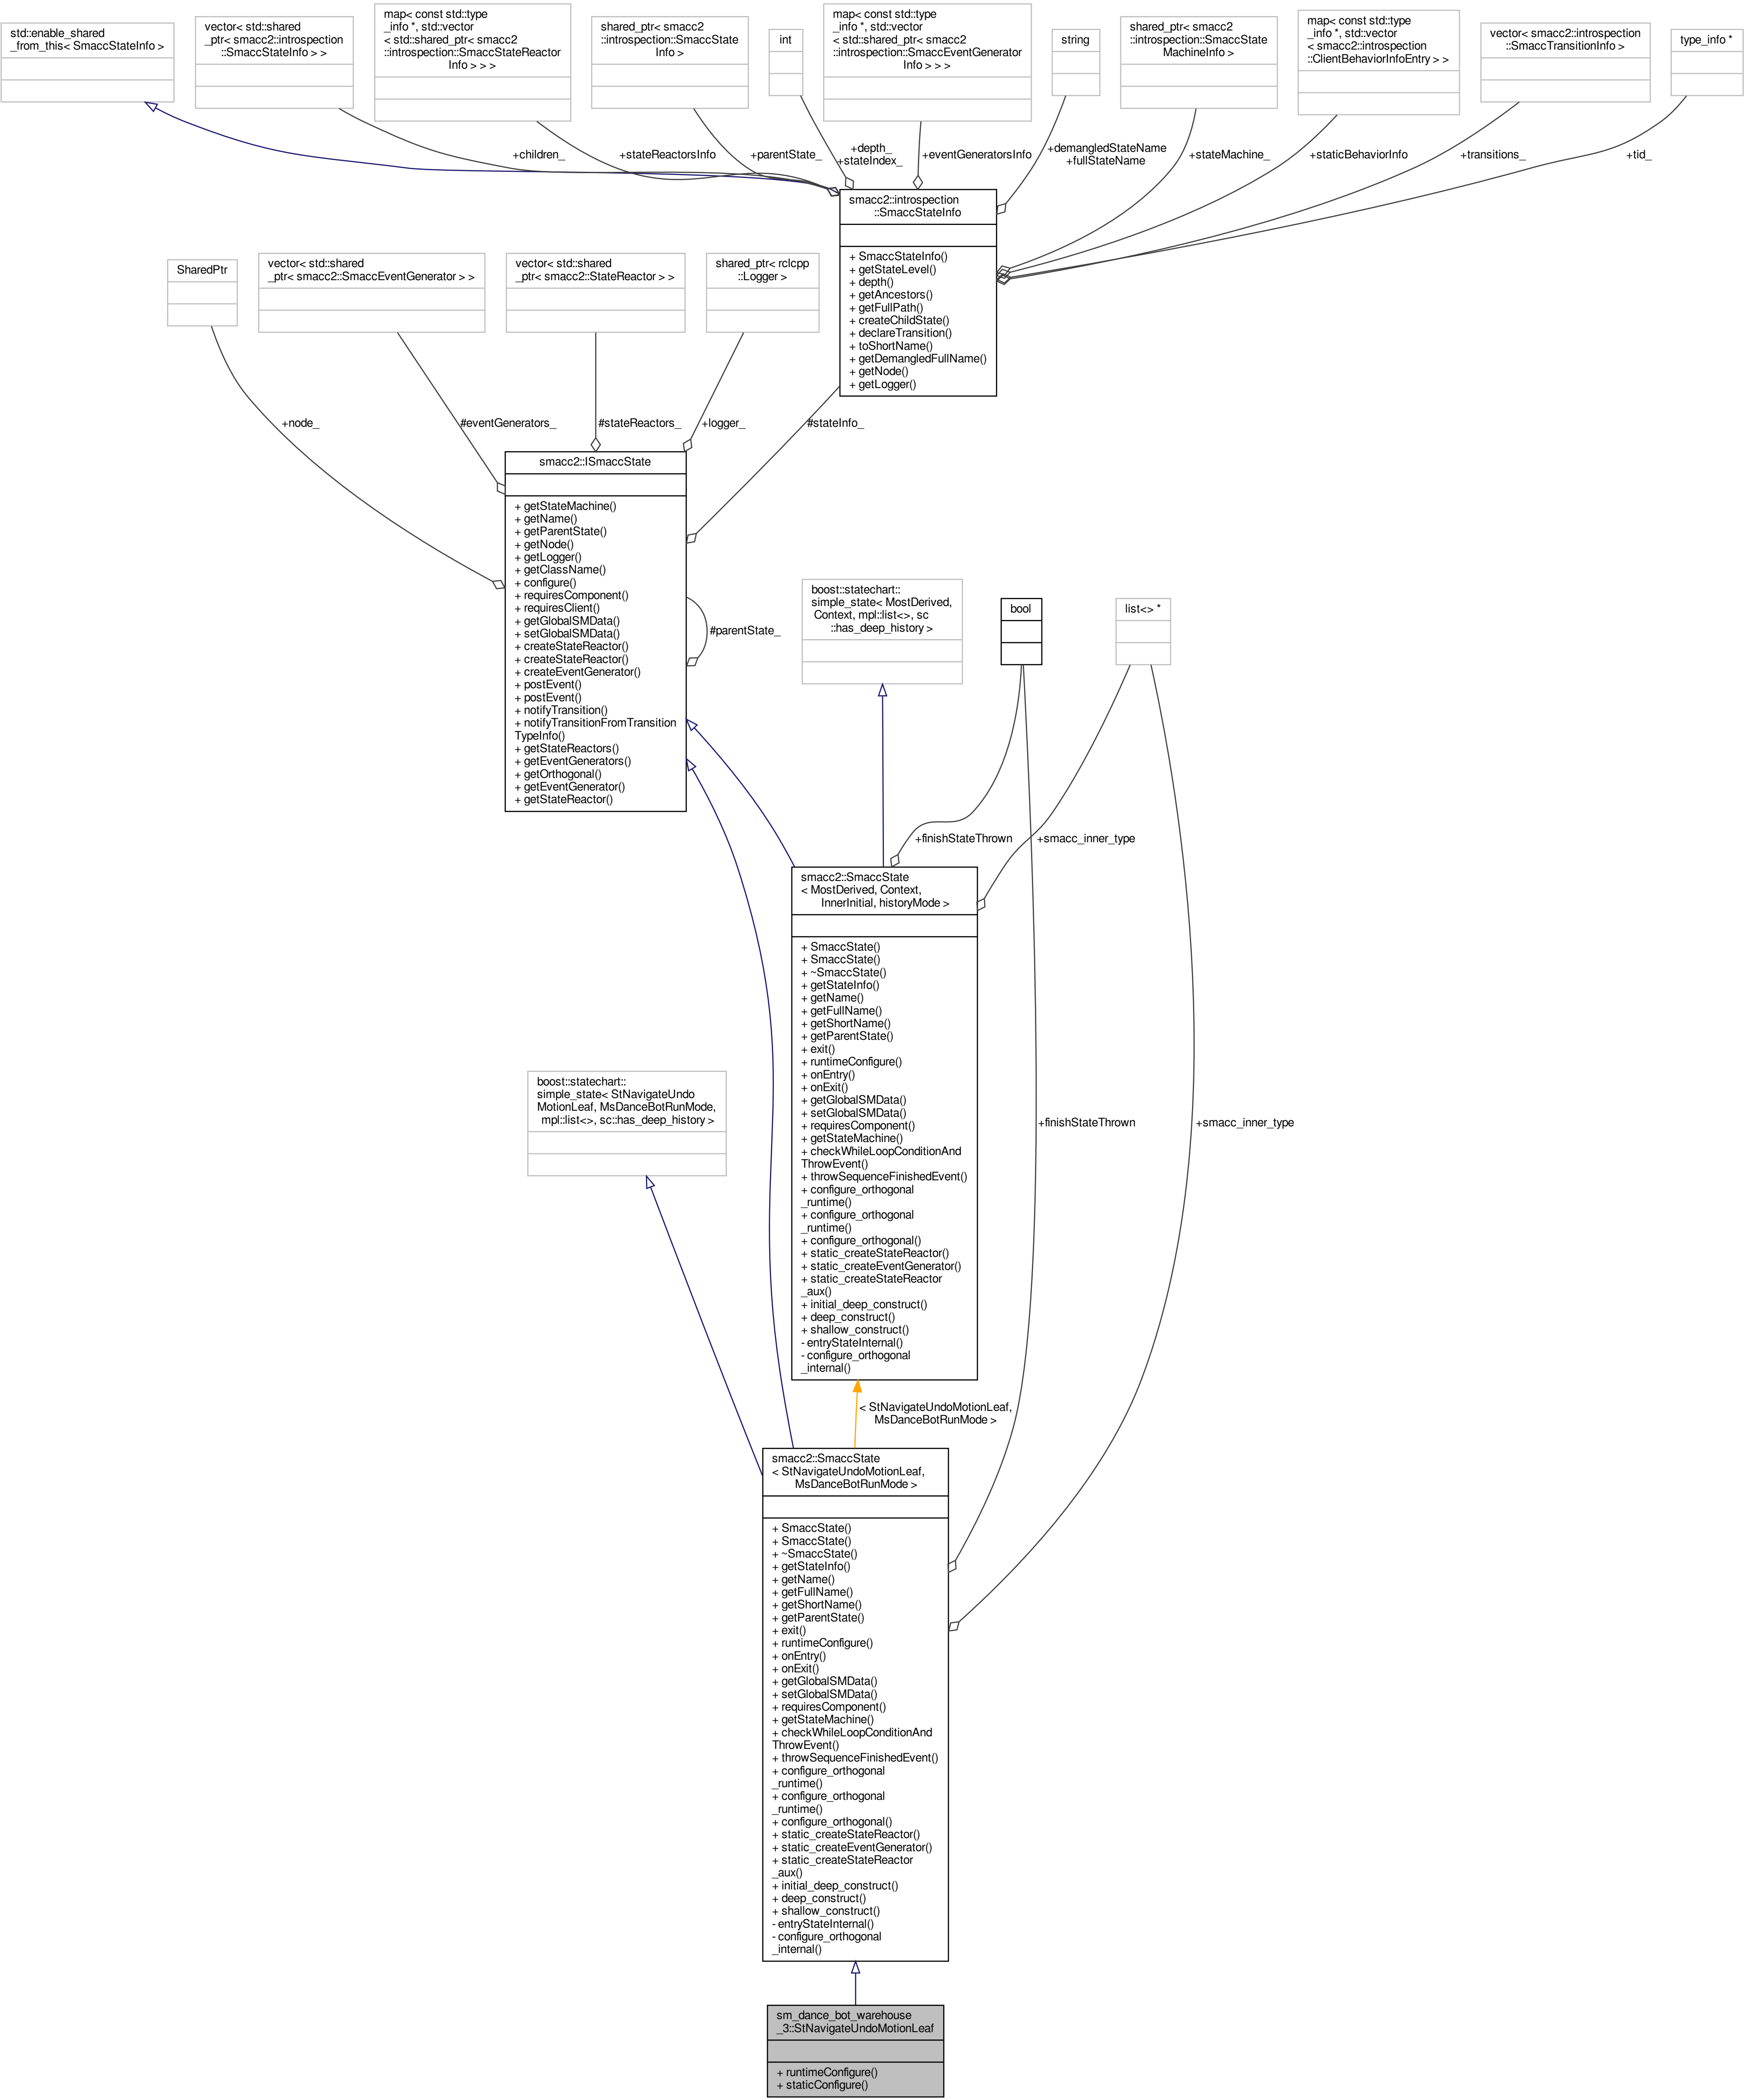 std::enable_shared
_from_this< SmaccStateInfo >
vector< std::shared
_ptr< smacc2::introspection
::SmaccStateInfo > >
map< const std::type
_info *, std::vector
< std::shared_ptr< smacc2
::introspection::SmaccStateReactor
Info > > >
shared_ptr< smacc2
::introspection::SmaccState
Info >
int
map< const std::type
_info *, std::vector
< std::shared_ptr< smacc2
::introspection::SmaccEventGenerator
Info > > >
string
shared_ptr< smacc2
::introspection::SmaccState
MachineInfo >
map< const std::type
_info *, std::vector
< smacc2::introspection
::ClientBehaviorInfoEntry > >
vector< smacc2::introspection
::SmaccTransitionInfo >
type_info *
+children_
+stateReactorsInfo
+parentState_
+depth_
+stateIndex_
+eventGeneratorsInfo
+demangledStateName
+fullStateName
+stateMachine_
+staticBehaviorInfo
+transitions_
+tid_
smacc2::introspection
::SmaccStateInfo
+ SmaccStateInfo()
+ getStateLevel()
+ depth()
+ getAncestors()
+ getFullPath()
+ createChildState()
+ declareTransition()
+ toShortName()
+ getDemangledFullName()
+ getNode()
+ getLogger()
SharedPtr
vector< std::shared
_ptr< smacc2::SmaccEventGenerator > >
vector< std::shared
_ptr< smacc2::StateReactor > >
shared_ptr< rclcpp
::Logger >
+node_
#eventGenerators_
#stateReactors_
+logger_
#stateInfo_
smacc2::ISmaccState
+ getStateMachine()
+ getName()
+ getParentState()
+ getNode()
+ getLogger()
+ getClassName()
+ configure()
+ requiresComponent()
+ requiresClient()
+ getGlobalSMData()
+ setGlobalSMData()
+ createStateReactor()
+ createStateReactor()
+ createEventGenerator()
+ postEvent()
+ postEvent()
+ notifyTransition()
+ notifyTransitionFromTransition
TypeInfo()
+ getStateReactors()
+ getEventGenerators()
+ getOrthogonal()
+ getEventGenerator()
+ getStateReactor()
#parentState_
boost::statechart::
simple_state< MostDerived,
Context, mpl::list<>, sc
::has_deep_history >
bool
list<> *
+finishStateThrown
+smacc_inner_type
smacc2::SmaccState
< MostDerived, Context,
InnerInitial, historyMode >
+ SmaccState()
+ SmaccState()
+ ~SmaccState()
+ getStateInfo()
+ getName()
+ getFullName()
+ getShortName()
+ getParentState()
+ exit()
+ runtimeConfigure()
+ onEntry()
+ onExit()
+ getGlobalSMData()
+ setGlobalSMData()
+ requiresComponent()
+ getStateMachine()
+ checkWhileLoopConditionAnd
ThrowEvent()
+ throwSequenceFinishedEvent()
+ configure_orthogonal
_runtime()
+ configure_orthogonal
_runtime()
+ configure_orthogonal()
+ static_createStateReactor()
+ static_createEventGenerator()
+ static_createStateReactor
_aux()
+ initial_deep_construct()
+ deep_construct()
+ shallow_construct()
- entryStateInternal()
- configure_orthogonal
_internal()
boost::statechart::
simple_state< StNavigateUndo
MotionLeaf, MsDanceBotRunMode,
mpl::list<>, sc::has_deep_history >
+finishStateThrown
+smacc_inner_type
< StNavigateUndoMotionLeaf,
MsDanceBotRunMode >
smacc2::SmaccState
< StNavigateUndoMotionLeaf,
MsDanceBotRunMode >
+ SmaccState()
+ SmaccState()
+ ~SmaccState()
+ getStateInfo()
+ getName()
+ getFullName()
+ getShortName()
+ getParentState()
+ exit()
+ runtimeConfigure()
+ onEntry()
+ onExit()
+ getGlobalSMData()
+ setGlobalSMData()
+ requiresComponent()
+ getStateMachine()
+ checkWhileLoopConditionAnd
ThrowEvent()
+ throwSequenceFinishedEvent()
+ configure_orthogonal
_runtime()
+ configure_orthogonal
_runtime()
+ configure_orthogonal()
+ static_createStateReactor()
+ static_createEventGenerator()
+ static_createStateReactor
_aux()
+ initial_deep_construct()
+ deep_construct()
+ shallow_construct()
- entryStateInternal()
- configure_orthogonal
_internal()
sm_dance_bot_warehouse
_3::StNavigateUndoMotionLeaf
+ runtimeConfigure()
+ staticConfigure()